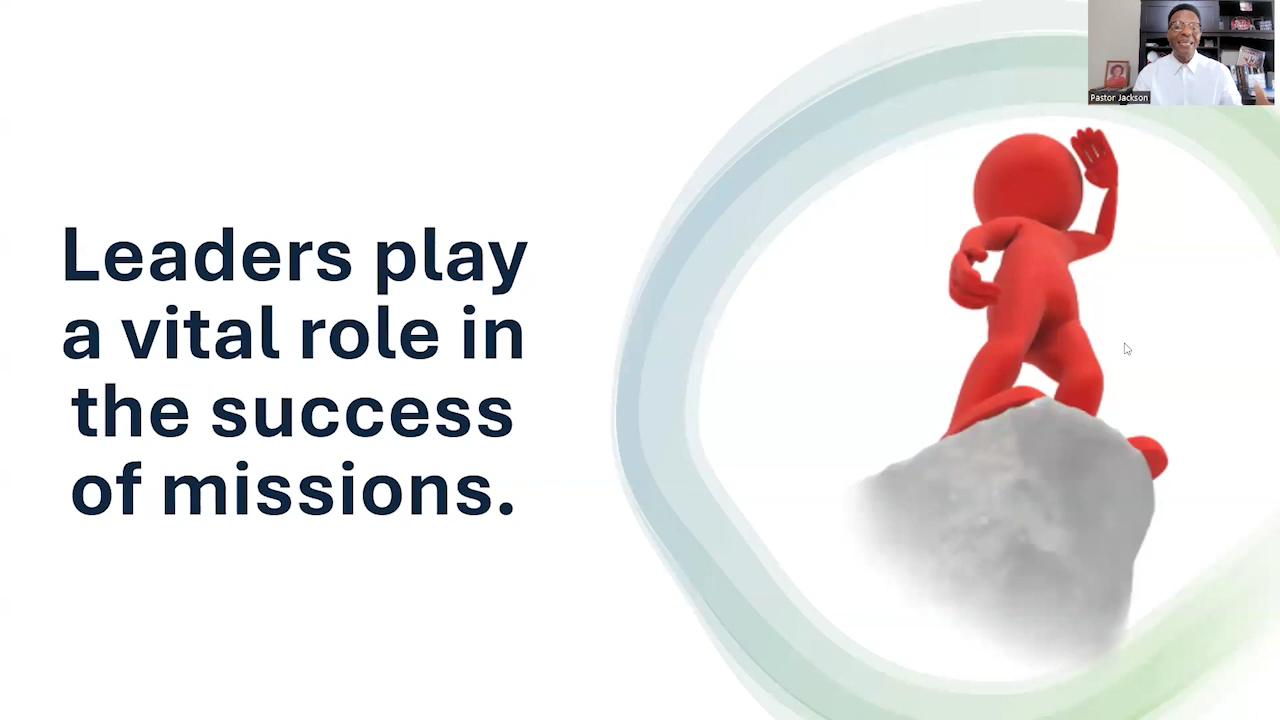 Leaders play
a vital role in
the success
of missions.
Pastor Jackson